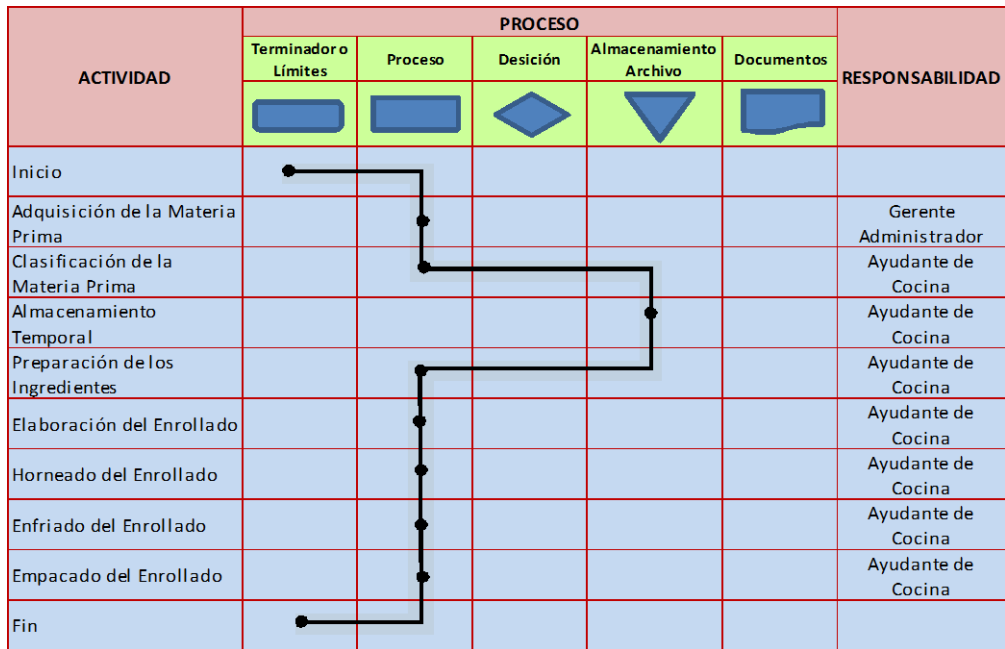 ACTIVIDAD
PROCESO
RESPONSABILIDAD
Terminador o
Límites
Proceso
Desición
Almacenamiento
Archivo
Documentos
Inicio
Adquisición de la Materia
Prima
Gerente
Administrador
Clasificación de la
Materia Prima
Ayudante de
Cocina
Almacenamiento
Temporal
Ayudante de
Cocina
Preparación de los
Ingredientes
Ayudante de
Cocina
Elaboración del Enrollado
Ayudante de
Cocina
Horneado del Enrollado
Ayudante de
Cocina
Enfriado del Enrollado
Ayudante de
Cocina
Empacado del Enrollado
Ayudante de
Cocina
Fin